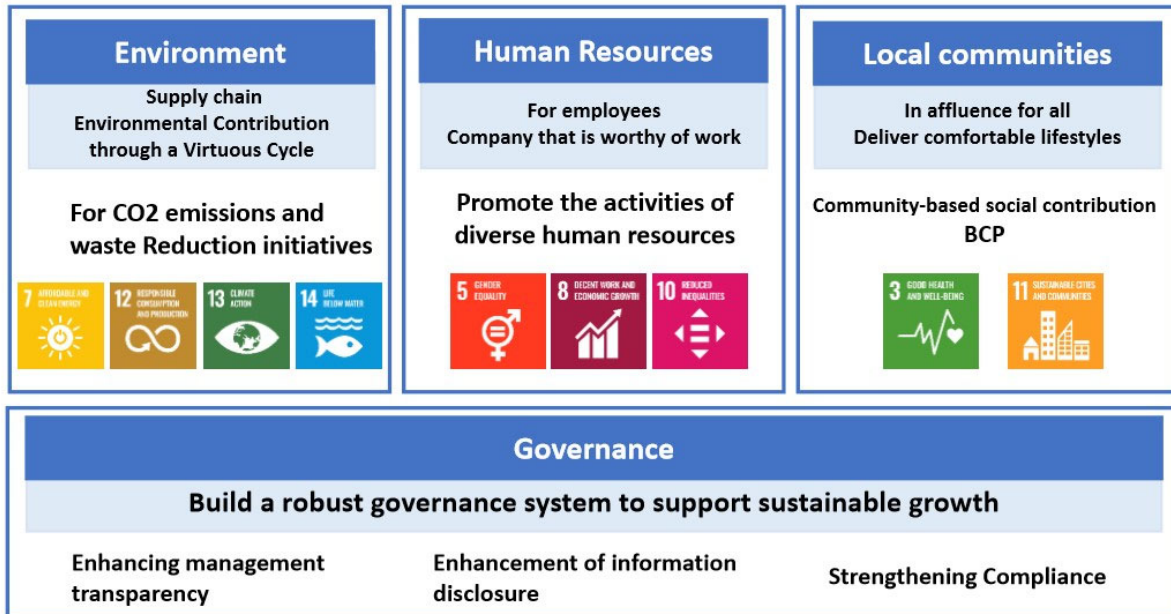 Environment
Supply chain
Environmental Contribution
through a Virtuous Cycle
For CO2 emissions and
waste Reduction initiatives
7 AFFORDABLE AND
CLEAN ENERGY
12 RESPONSIBLE
CONSUMPTION
AND PRODUCTION
13 CLIMATE
ACTION
14 LIFE
BELOW WATER
Human Resources
For employees
Company that is worthy of work
Promote the activities of
diverse human resources
5 GENDER
EQUALITY
8 DECENT WORK AND
ECONOMIC GROWTH
10 REDUCED
INEQUALITIES
Local communities
In affluence for all
Deliver comfortable lifestyles
Community-based social contribution
BCP
3 GOOD HEALTH
AND WELL-BEING
11 SUSTAINABLE CITIES
AND COMMUNITIES
Governance
Build a robust governance system to support sustainable growth
Enhancing management
transparency
Enhancement of information
disclosure
Strengthening Compliance